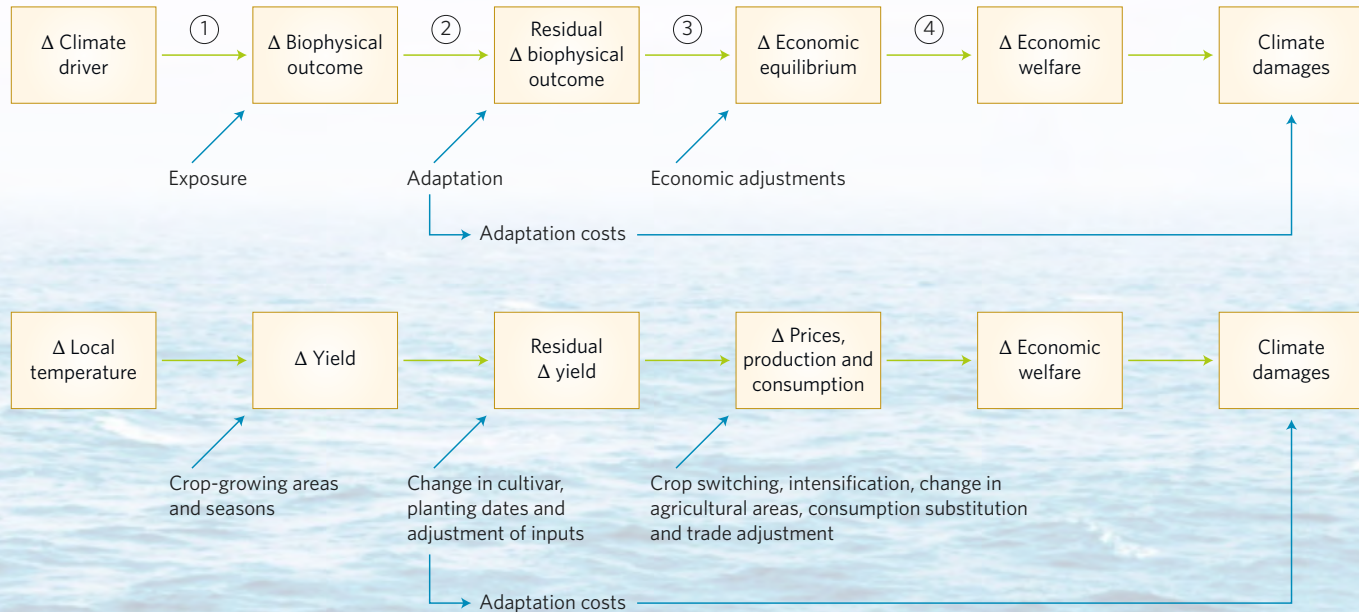 ① ② ③ ④
Δ Climate
driver
Δ Biophysical
outcome
Residual
Δ biophysical
outcome
Δ Economic
equilibrium
Δ Economic
welfare
Climate
damages
Exposure
Adaptation
Economic adjustments
Adaptation costs
Δ Local
temperature
Δ Yield
Residual
Δ yield
Δ Prices,
production and
consumption
Δ Economic
welfare
Climate
damages
Crop-growing areas
and seasons
Change in cultivar,
planting dates and
adjustment of inputs
Crop switching, intensification, change in
agricultural areas, consumption substitution
and trade adjustment
Adaptation costs